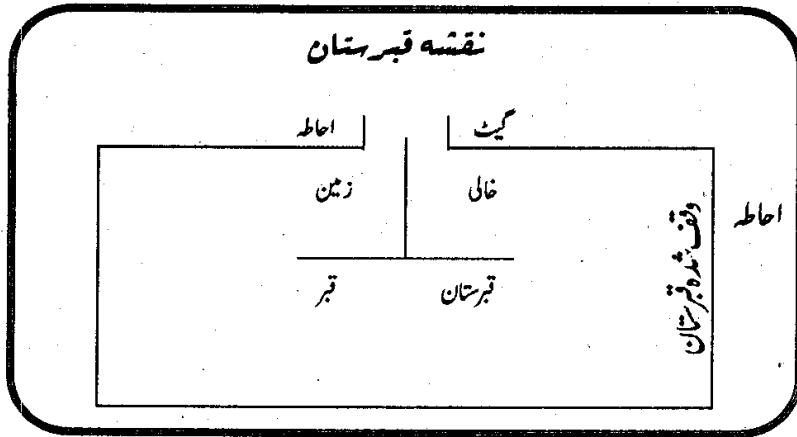 نقشہ قبرستان
گیٹ احاطہ
خالی زمین
احاطہ
وقف شدہ قبرستان
قبرستان قبر